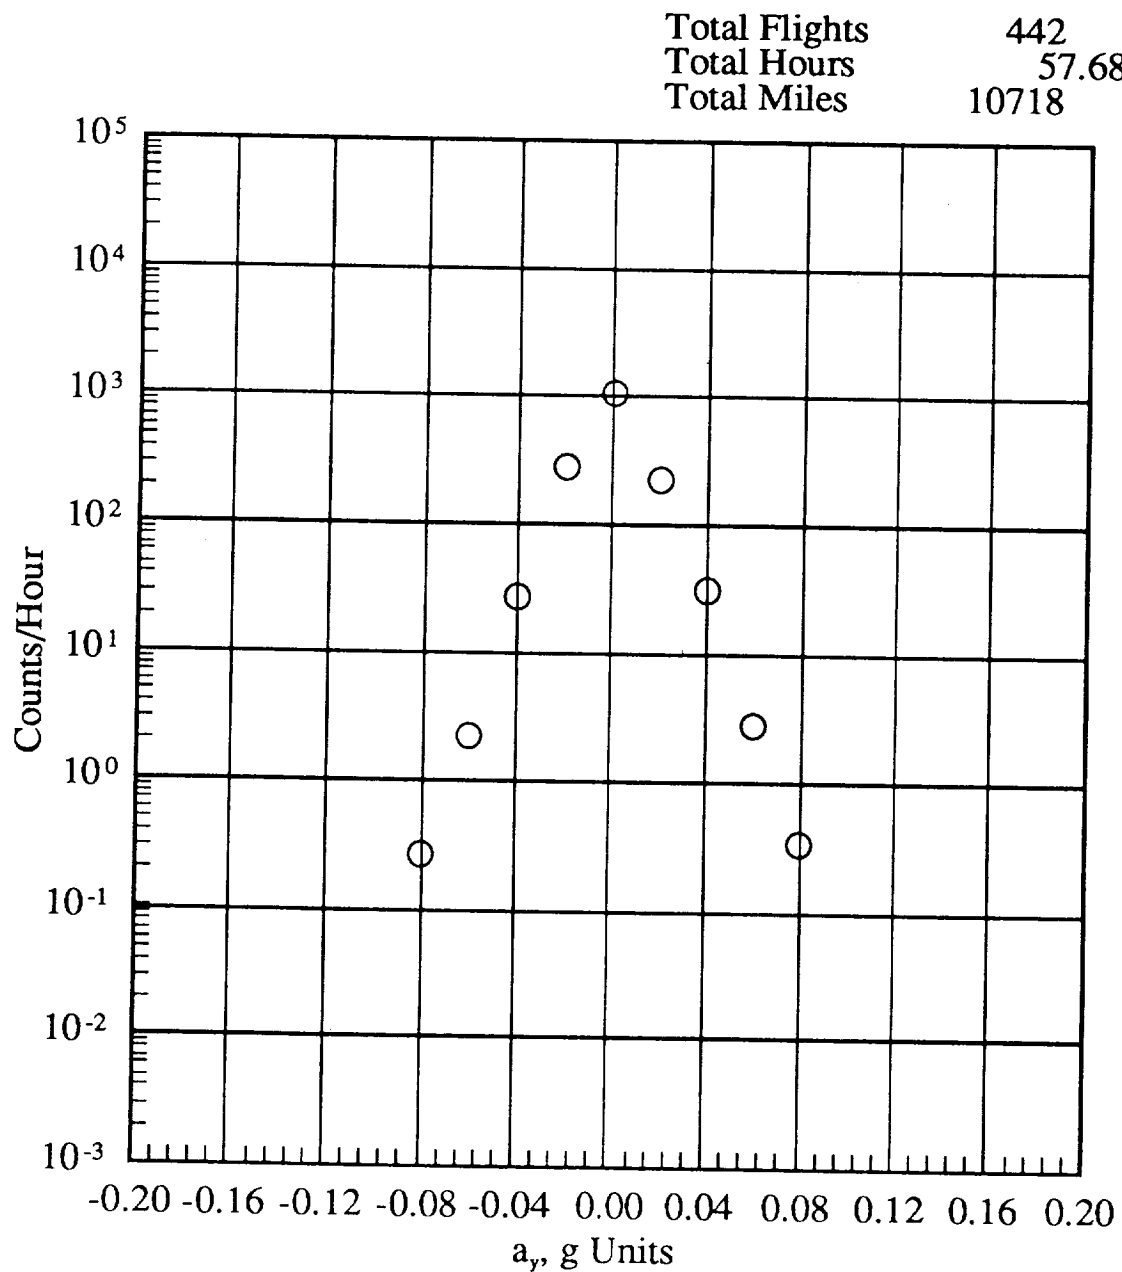 Total Flights 442
Total Hours 57.68
Total Miles 10718
10⁵
10⁴
10³
10²
10¹
10⁰
10⁻¹
10⁻²
10⁻³
Counts/Hour
-0.20 -0.16 -0.12 -0.08 -0.04 0.00 0.04 0.08 0.12 0.16 0.20
aᵧ, g Units